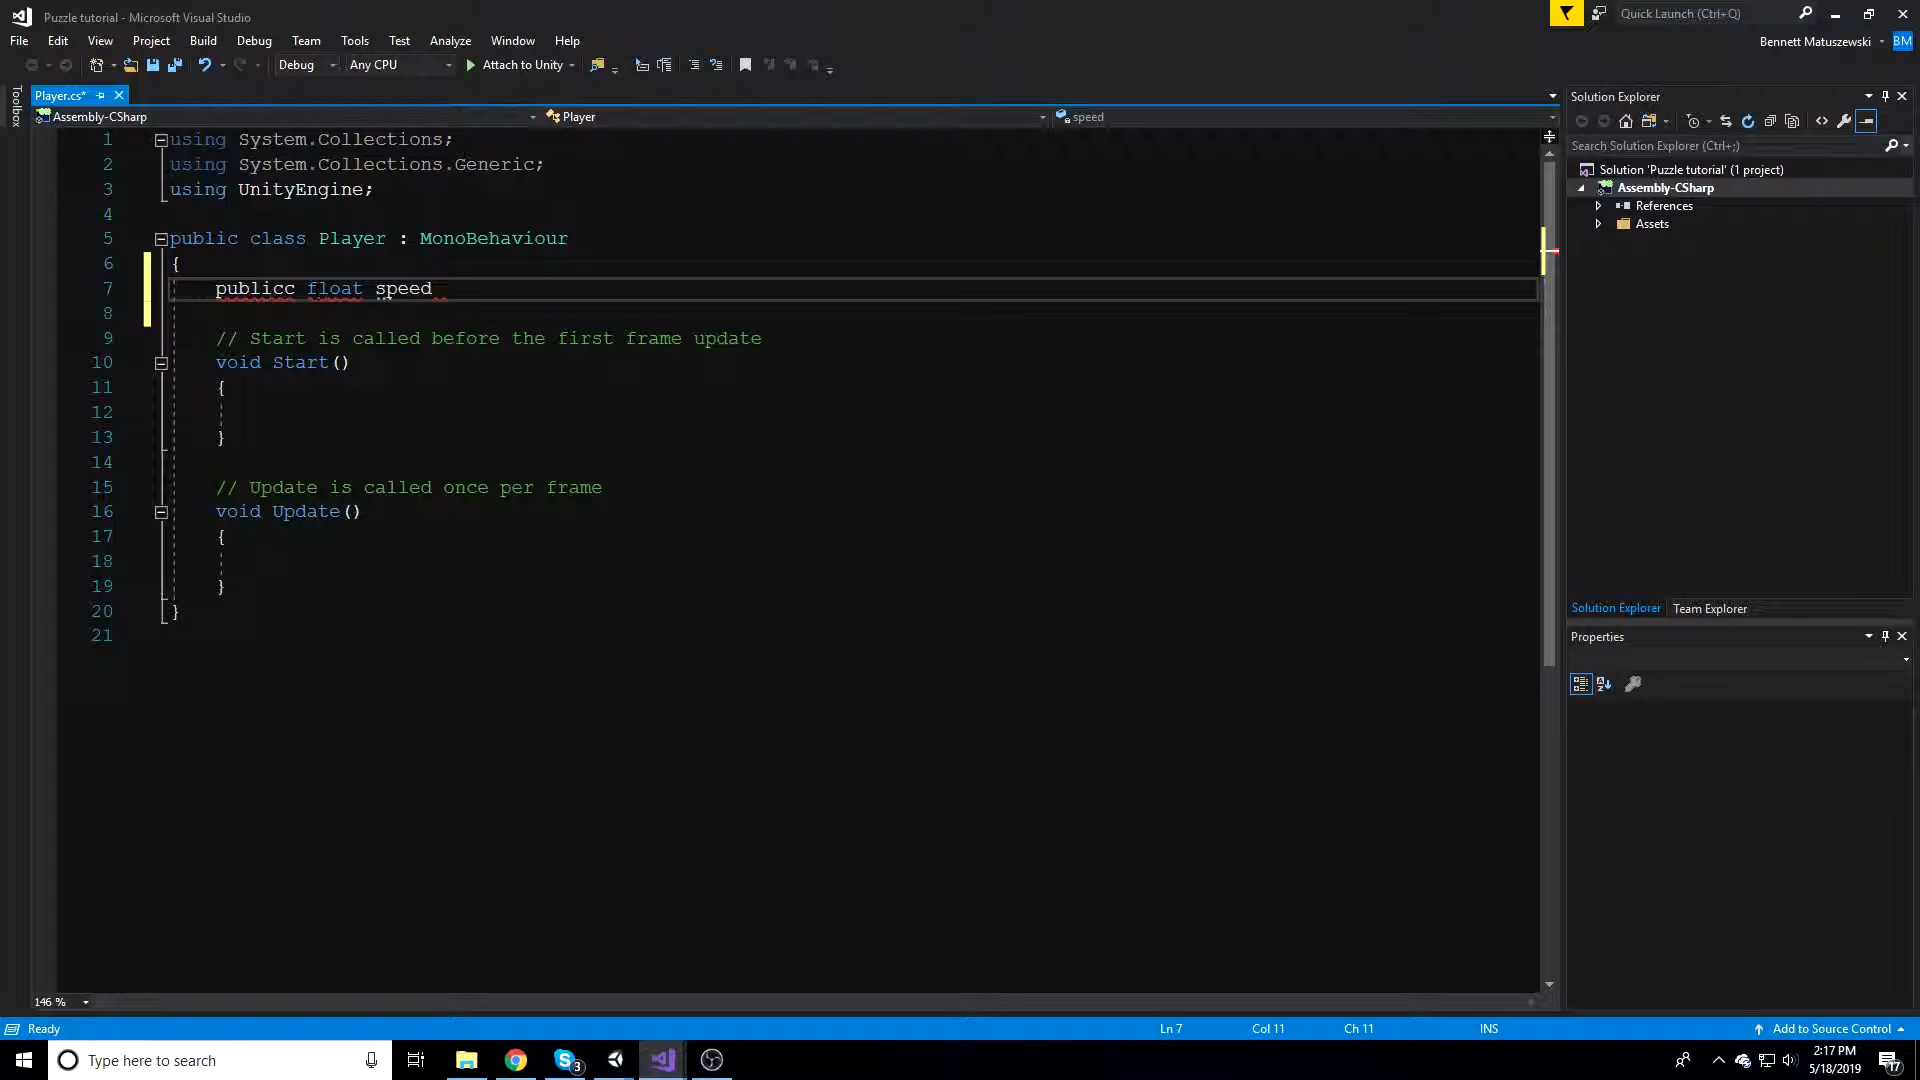 Puzzle tutorial - Microsoft Visual Studio
Quick Launch (Ctrl+Q)
File Edit View Project Build Debug Team Tools Test Analyze Window Help
Bennett Matuszewski BM
Debug Any CPU Attach to Unity
Toolbox
Player.cs*
Assembly-CSharp Player speed
1 using System.Collections;
2 using System.Collections.Generic;
3 using UnityEngine;
4
5 public class Player : MonoBehaviour
6 {
7 publicc float speed
8
9 // Start is called before the first frame update
10 void Start()
11 {
12
13 }
14
15 // Update is called once per frame
16 void Update()
17 {
18
19 }
20 }
21
146 %
Solution Explorer
Search Solution Explorer (Ctrl+;)
Solution 'Puzzle tutorial' (1 project)
Assembly-CSharp
References
Assets
Solution Explorer Team Explorer
Properties
Ready Ln 7 Col 11 Ch 11 INS Add to Source Control
Type here to search
3
2:17 PM
5/18/2019
17